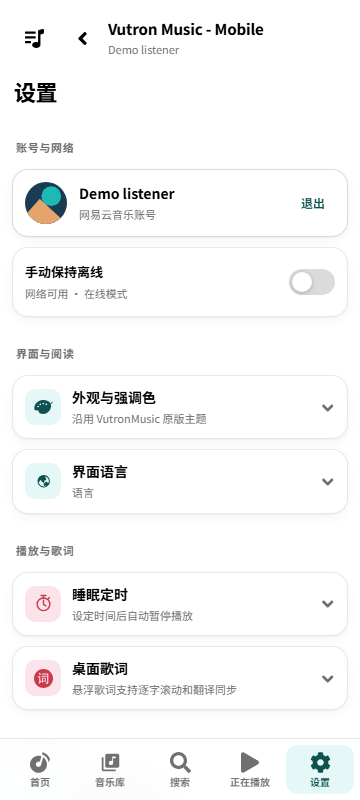 Vutron Music - Mobile
Demo listener
设置
账号与网络
Demo listener
网易云音乐账号
退出
手动保持离线
网络可用 · 在线模式
界面与阅读
外观与强调色
沿用 VutronMusic 原版主题
界面语言
语言
播放与歌词
睡眠定时
设定时间后自动暂停播放
词
桌面歌词
悬浮歌词支持逐字滚动和翻译同步
首页
音乐库
搜索
正在播放
设置